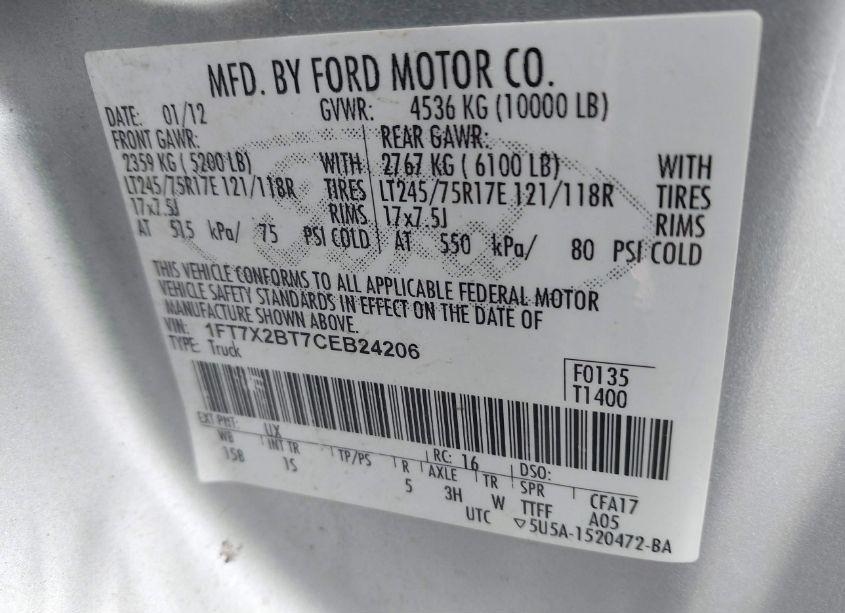 MFD. BY FORD MOTOR CO.
DATE: 01/12 GVWR: 4536 KG (10000 LB)
FRONT GAWR: REAR GAWR:
2359 KG (5200 LB) WITH 2767 KG (6100 LB) WITH
LT245/75R17E 121/118R TIRES LT245/75R17E 121/118R TIRES
17x7.5J RIMS 17x7.5J RIMS
AT 515 kPa/ 75 PSI COLD AT 550 kPa/ 80 PSI COLD
THIS VEHICLE CONFORMS TO ALL APPLICABLE FEDERAL MOTOR
VEHICLE SAFETY STANDARDS IN EFFECT ON THE DATE OF
MANUFACTURE SHOWN ABOVE.
VIN: 1FT7X2BT7CEB24206
TYPE: Truck
F0135
T1400
EXT PNT: UX RC: 16 DSO:
WB INT TR TP/PS R AXLE TR SPR CFA17
158 IS 5 3H W TTFF A05
UTC ▽5U5A-1520472-BA